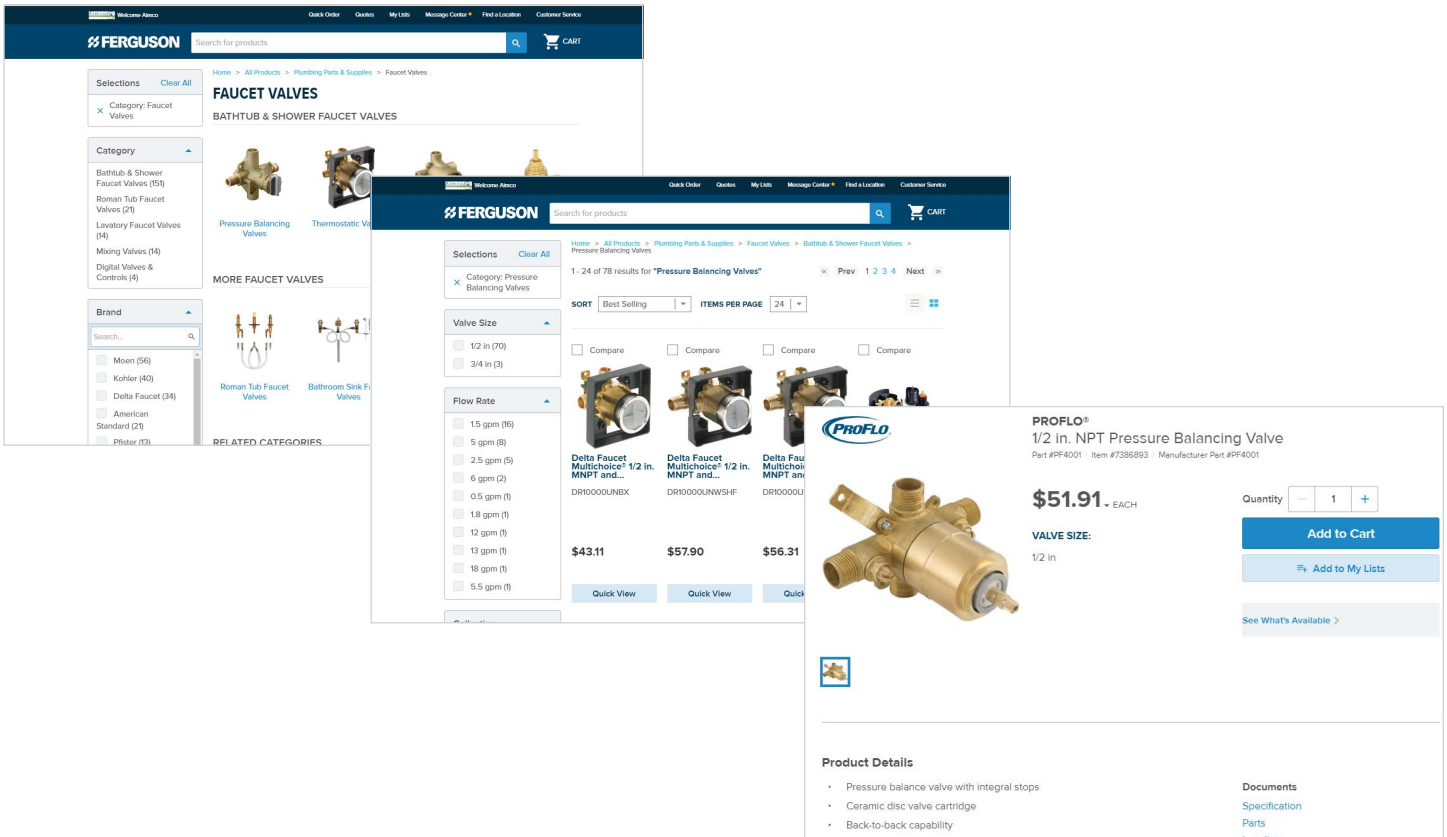 Welcome Aimco
Quick Order Quotes My Lists Message Center Find a Location Customer Service
FERGUSON
Search for products
CART
Selections Clear All
× Category: Faucet
Valves
Category
Bathtub & Shower
Faucet Valves (151)
Roman Tub Faucet
Valves (21)
Lavatory Faucet Valves
(14)
Mixing Valves (14)
Digital Valves &
Controls (4)
Brand
Search...
Moen (56)
Kohler (40)
Delta Faucet (34)
American
Standard (21)
Pfister (13)
Home > All Products > Plumbing Parts & Supplies > Faucet Valves
FAUCET VALVES
BATHTUB & SHOWER FAUCET VALVES
Pressure Balancing
Valves
Thermostatic
MORE FAUCET VALVES
Roman Tub Faucet
Valves
Bathroom Sink
Valves
RELATED CATEGORIES
Welcome Aimco
Quick Order Quotes My Lists Message Center Find a Location Customer Service
FERGUSON
Search for products
CART
Selections Clear All
× Category: Pressure
Balancing Valves
Valve Size
1/2 in (70)
3/4 in (3)
Flow Rate
1.5 gpm (16)
5 gpm (8)
2.5 gpm (5)
6 gpm (2)
0.5 gpm (1)
1.8 gpm (1)
12 gpm (1)
13 gpm (1)
18 gpm (1)
5.5 gpm (1)
Home > All Products > Plumbing Parts & Supplies > Faucet Valves > Bathtub & Shower Faucet Valves >
Pressure Balancing Valves
1 - 24 of 78 results for "Pressure Balancing Valves"
« Prev 1 2 3 4 Next »
SORT Best Selling ITEMS PER PAGE 24
Compare Compare Compare Compare
Delta Faucet
Multichoice® 1/2 in.
MNPT and...
DR10000UNBX
$43.11
Quick View
Delta Faucet
Multichoice® 1/2 in.
MNPT and...
DR10000UNWSHF
$57.90
Quick View
Delta Fau
Multichoi
MNPT an
DR10000U
$56.31
Quick
PROFLO.
PROFLO®
1/2 in. NPT Pressure Balancing Valve
Part #PF4001 | Item #7386893 | Manufacturer Part #PF4001
$51.91 EACH
VALVE SIZE:
1/2 in
Quantity − 1 +
Add to Cart
Add to My Lists
See What's Available >
Product Details
• Pressure balance valve with integral stops
• Ceramic disc valve cartridge
• Back-to-back capability
Documents
Specification
Parts